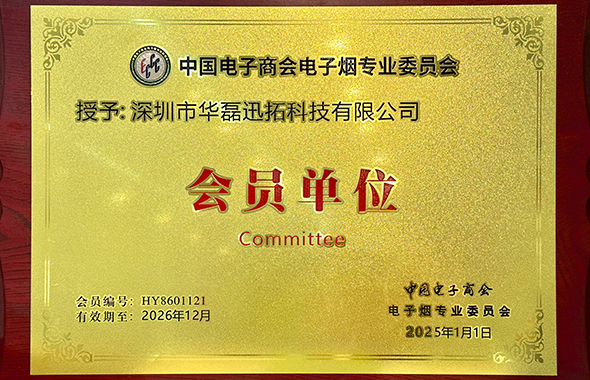 中国电子商会电子烟专业委员会
授予: 深圳市华磊迅拓科技有限公司
会员单位
Committee
会员编号: HY8601121
有效期至: 2026年12月
中国电子商会
电子烟专业委员会
2025年1月1日